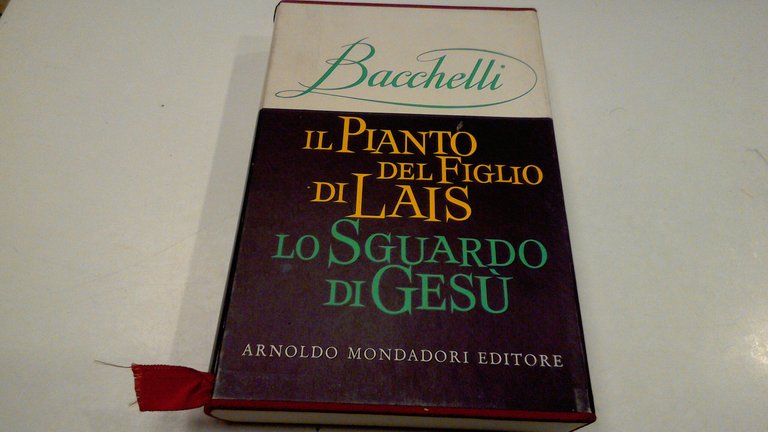 Bacchelli
IL PIANTO
DEL FIGLIO
DI LAIS
LO SGUARDO
DI GESÙ
ARNOLDO MONDADORI EDITORE